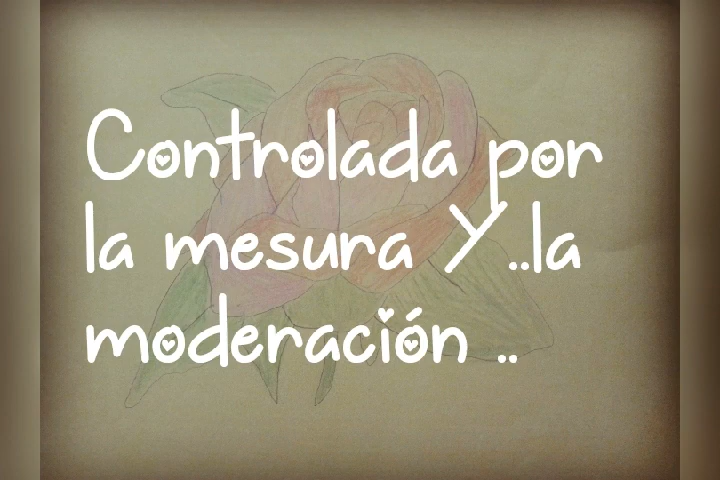 Controlada por
la mesura Y..la
moderación ..